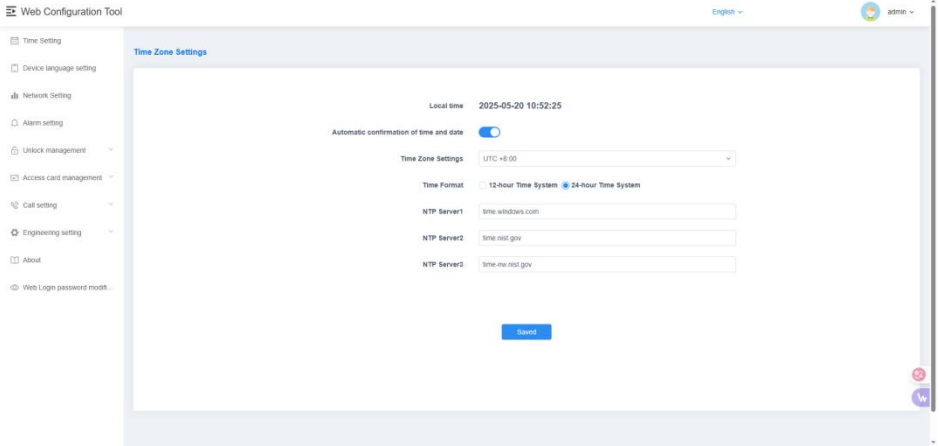 Web Configuration Tool
English
admin
Time Setting
Device language setting
Network Setting
Alarm setting
Unlock management
Access card management
Call setting
Engineering setting
About
Web Login password modifi...
Time Zone Settings
Local time 2025-05-20 10:52:25
Automatic confirmation of time and date
Time Zone Settings UTC +8:00
Time Format 12-hour Time System 24-hour Time System
NTP Server1 time.windows.com
NTP Server2 time.nist.gov
NTP Server3 time-nw.nist.gov
Saved